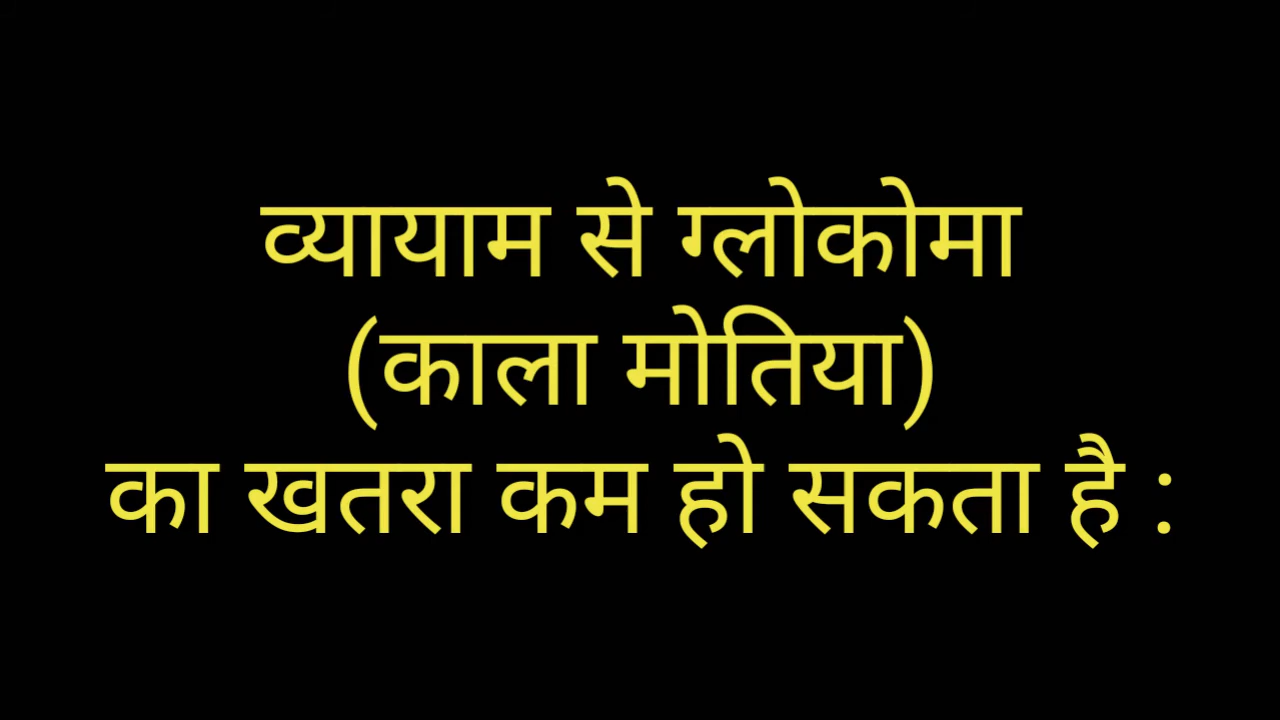 व्यायाम से ग्लोकोमा
(काला मोतिया)
का खतरा कम हो सकता है :